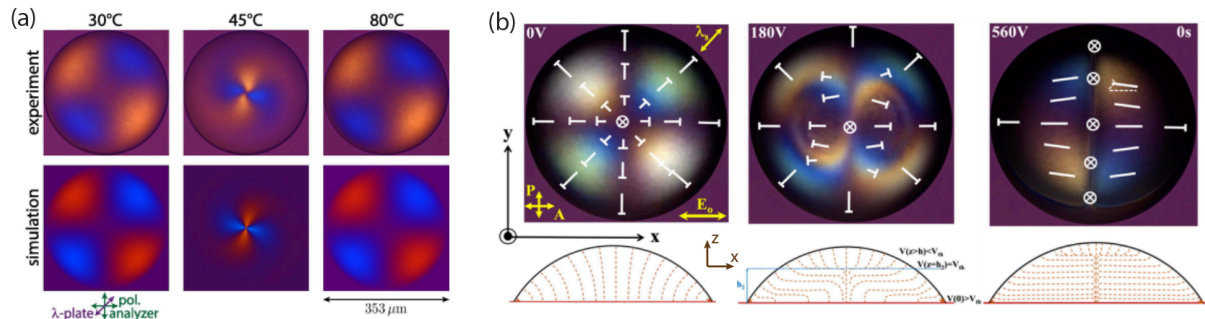 (a)
30°C 45°C 80°C
experiment
simulation
pol.
λ-plate analyzer
353 μm
(b)
0V λs 180V 560V 0s
y
P
A
E₀
x
z
x
V(z>h)<Vth
V(z=h₂)=Vth
h₂
V(0)>Vth